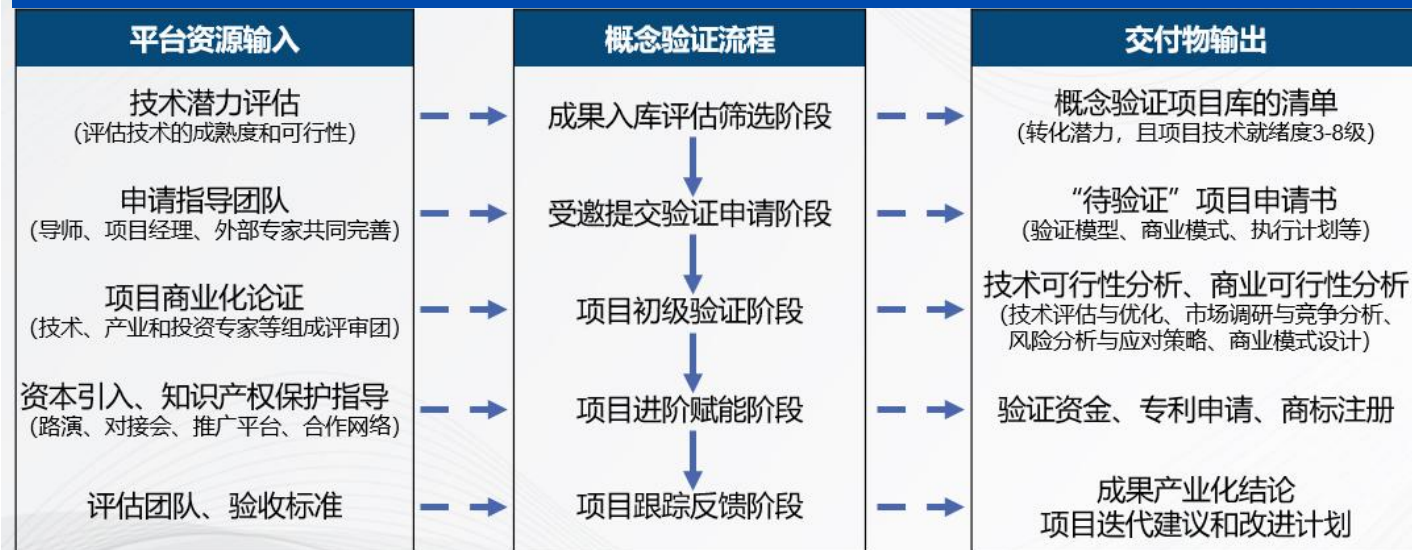 平台资源输入
概念验证流程
交付物输出
技术潜力评估
(评估技术的成熟度和可行性)
成果入库评估筛选阶段
概念验证项目库的清单
(转化潜力，且项目技术就绪度3-8级)
申请指导团队
(导师、项目经理、外部专家共同完善)
受邀提交验证申请阶段
“待验证”项目申请书
(验证模型、商业模式、执行计划等)
项目商业化论证
(技术、产业和投资专家等组成评审团)
项目初级验证阶段
技术可行性分析、商业可行性分析
(技术评估与优化、市场调研与竞争分析、
风险分析与应对策略、商业模式设计)
资本引入、知识产权保护指导
(路演、对接会、推广平台、合作网络)
项目进阶赋能阶段
验证资金、专利申请、商标注册
评估团队、验收标准
项目跟踪反馈阶段
成果产业化结论
项目迭代建议和改进计划